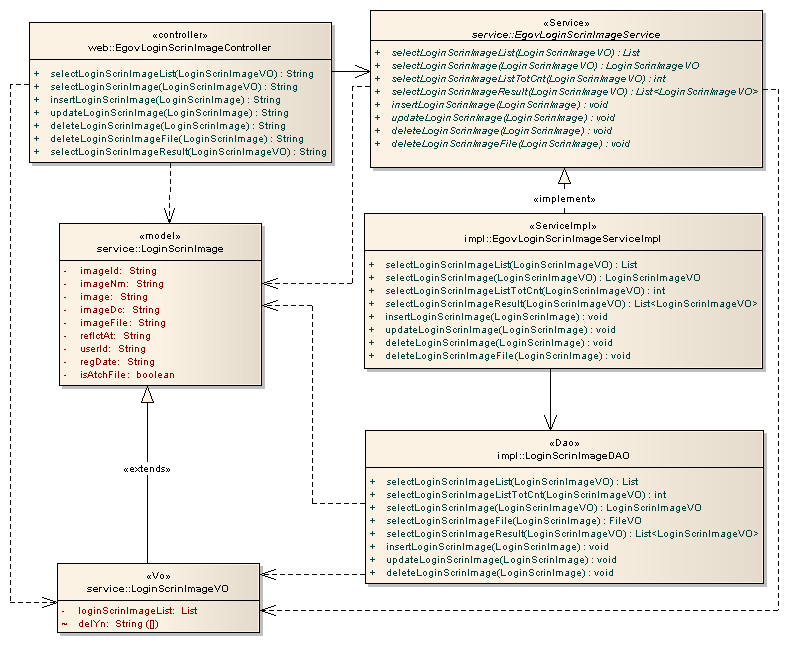 «controller»
web::EgovLoginScrinImageController
+ selectLoginScrinImageList(LoginScrinImageVO) : String
+ selectLoginScrinImage(LoginScrinImageVO) : String
+ insertLoginScrinImage(LoginScrinImage) : String
+ updateLoginScrinImage(LoginScrinImage) : String
+ deleteLoginScrinImage(LoginScrinImage) : String
+ deleteLoginScrinImageFile(LoginScrinImage) : String
+ selectLoginScrinImageResult(LoginScrinImageVO) : String
«Service»
service::EgovLoginScrinImageService
+ selectLoginScrinImageList(LoginScrinImageVO) : List
+ selectLoginScrinImage(LoginScrinImageVO) : LoginScrinImageVO
+ selectLoginScrinImageListTotCnt(LoginScrinImageVO) : int
+ selectLoginScrinImageResult(LoginScrinImageVO) : List<LoginScrinImageVO>
+ insertLoginScrinImage(LoginScrinImage) : void
+ updateLoginScrinImage(LoginScrinImage) : void
+ deleteLoginScrinImage(LoginScrinImage) : void
+ deleteLoginScrinImageFile(LoginScrinImage) : void
«implement»
«model»
service::LoginScrinImage
- imageId: String
- imageNm: String
- image: String
- imageDc: String
- imageFile: String
- reflctAt: String
- userId: String
- regDate: String
- isAtchFile: boolean
«ServiceImpl»
impl::EgovLoginScrinImageServiceImpl
+ selectLoginScrinImageList(LoginScrinImageVO) : List
+ selectLoginScrinImage(LoginScrinImageVO) : LoginScrinImageVO
+ selectLoginScrinImageListTotCnt(LoginScrinImageVO) : int
+ selectLoginScrinImageResult(LoginScrinImageVO) : List<LoginScrinImageVO>
+ insertLoginScrinImage(LoginScrinImage) : void
+ updateLoginScrinImage(LoginScrinImage) : void
+ deleteLoginScrinImage(LoginScrinImage) : void
+ deleteLoginScrinImageFile(LoginScrinImage) : void
«extends»
«Dao»
impl::LoginScrinImageDAO
+ selectLoginScrinImageList(LoginScrinImageVO) : List
+ selectLoginScrinImageListTotCnt(LoginScrinImageVO) : int
+ selectLoginScrinImage(LoginScrinImageVO) : LoginScrinImageVO
+ selectLoginScrinImageFile(LoginScrinImage) : FileVO
+ selectLoginScrinImageResult(LoginScrinImageVO) : List<LoginScrinImageVO>
+ insertLoginScrinImage(LoginScrinImage) : void
+ updateLoginScrinImage(LoginScrinImage) : void
+ deleteLoginScrinImage(LoginScrinImage) : void
«Vo»
service::LoginScrinImageVO
- loginScrinImageList: List
~ delYn: String ([])